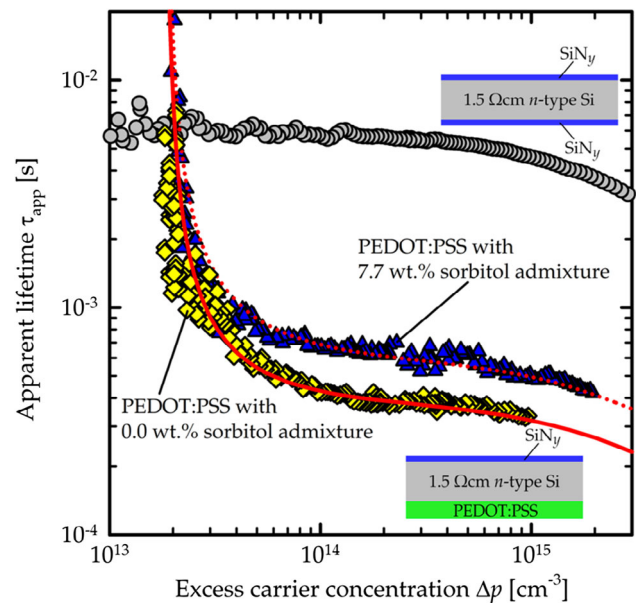 SiNy
1.5 Ωcm n-type Si
SiNy
PEDOT:PSS with
7.7 wt.% sorbitol admixture
PEDOT:PSS with
0.0 wt.% sorbitol admixture
SiNy
1.5 Ωcm n-type Si
PEDOT:PSS
10-2
10-3
10-4
Apparent lifetime τapp [s]
1013
1014
1015
Excess carrier concentration Δp [cm-3]